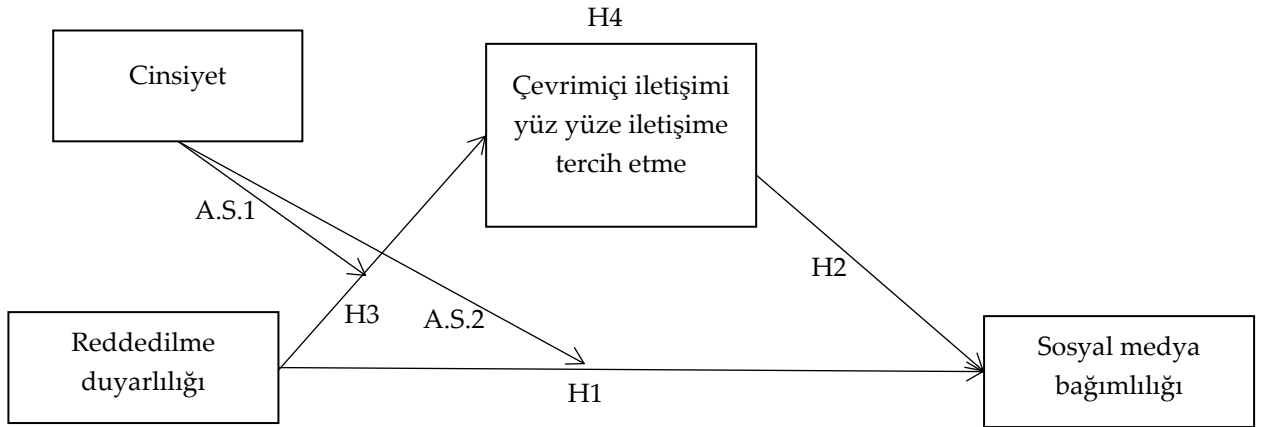 H4
Cinsiyet
Çevrimiçi iletişimi
yüz yüze iletişime
tercih etme
A.S.1
H2
H3
A.S.2
Reddedilme
duyarlılığı
Sosyal medya
bağımlılığı
H1